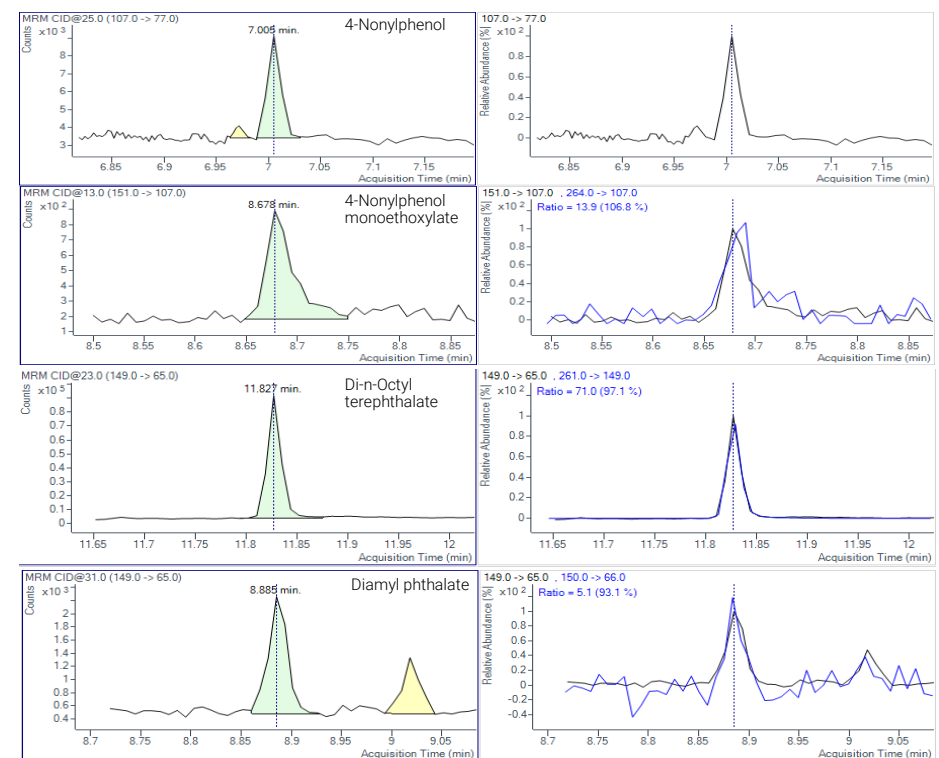 MRM CID@25.0 (107.0 -> 77.0)
Counts
x10 3
7.005 min.
4-Nonylphenol
8
7
6
5
4
3
6.85 6.9 6.95 7 7.05 7.1 7.15
Acquisition Time (min)
107.0 -> 77.0
Relative Abundance (%)
x10 2
1
0.8
0.6
0.4
0.2
0
6.85 6.9 6.95 7 7.05 7.1 7.15
Acquisition Time (min)
MRM CID@13.0 (151.0 -> 107.0)
Counts
x10 2
8.678 min.
4-Nonylphenol
monoethoxylate
8
7
6
5
4
3
2
1
8.5 8.55 8.6 8.65 8.7 8.75 8.8 8.85
Acquisition Time (min)
151.0 -> 107.0 , 264.0 -> 107.0
Relative Abundance (%)
x10 2
Ratio = 13.9 (106.8 %)
1
0.8
0.6
0.4
0.2
0
8.5 8.55 8.6 8.65 8.7 8.75 8.8 8.85
Acquisition Time (min)
MRM CID@23.0 (149.0 -> 65.0)
Counts
x10 5
11.827 min.
Di-n-Octyl
terephthalate
0.8
0.7
0.6
0.5
0.4
0.3
0.2
0.1
0
11.65 11.7 11.75 11.8 11.85 11.9 11.95 12
Acquisition Time (min)
149.0 -> 65.0 , 261.0 -> 149.0
Relative Abundance (%)
x10 2
Ratio = 71.0 (97.1 %)
1
0.8
0.6
0.4
0.2
0
11.65 11.7 11.75 11.8 11.85 11.9 11.95 12
Acquisition Time (min)
MRM CID@31.0 (149.0 -> 65.0)
Counts
x10 3
8.885 min.
Diamyl phthalate
2
1.8
1.6
1.4
1.2
1
0.8
0.6
0.4
8.7 8.75 8.8 8.85 8.9 8.95 9 9.05
Acquisition Time (min)
149.0 -> 65.0 , 150.0 -> 66.0
Relative Abundance (%)
x10 2
Ratio = 5.1 (93.1 %)
1
0.8
0.6
0.4
0.2
0
-0.2
-0.4
8.7 8.75 8.8 8.85 8.9 8.95 9 9.05
Acquisition Time (min)